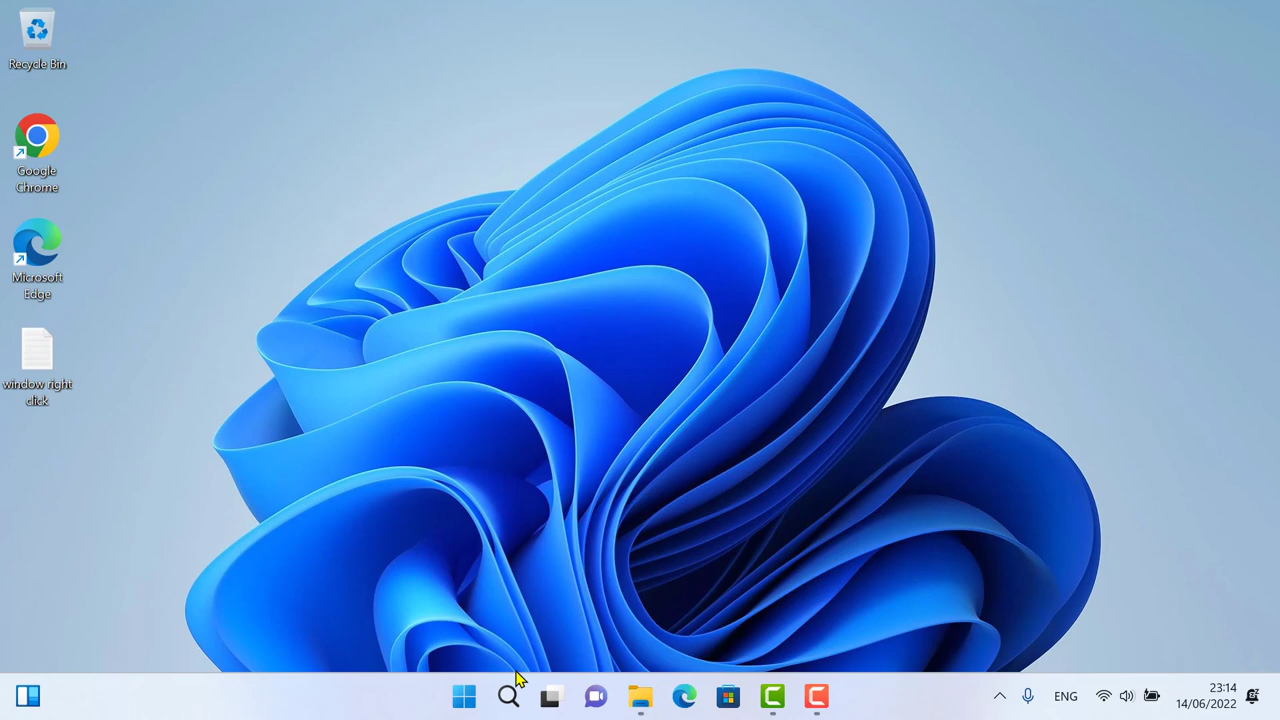 Recycle Bin
Google
Chrome
Microsoft
Edge
window right
click
ENG
23:14
14/06/2022